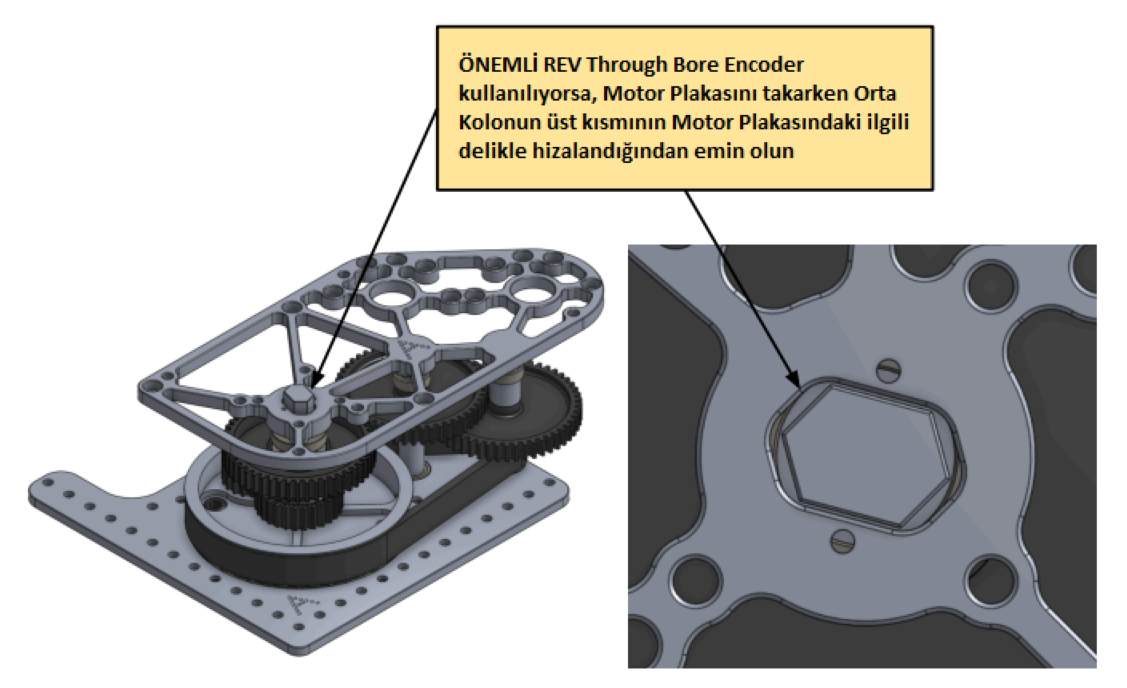 ÖNEMLİ REV Through Bore Encoder
kullanılıyorsa, Motor Plakasını takarken Orta
Kolonun üst kısmının Motor Plakasındaki ilgili
delikle hizalandığından emin olun